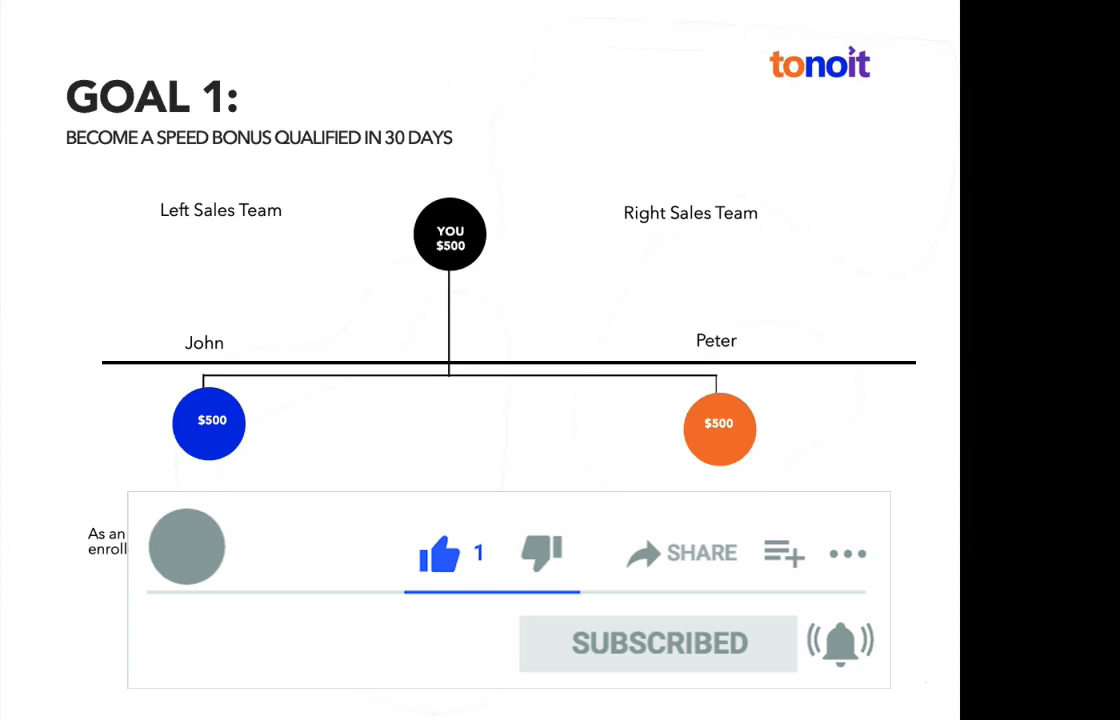 tonoit
GOAL 1:
BECOME A SPEED BONUS QUALIFIED IN 30 DAYS
Left Sales Team
Right Sales Team
YOU
$500
John
Peter
$500
$500
As an
enroll
1
SHARE
SUBSCRIBED